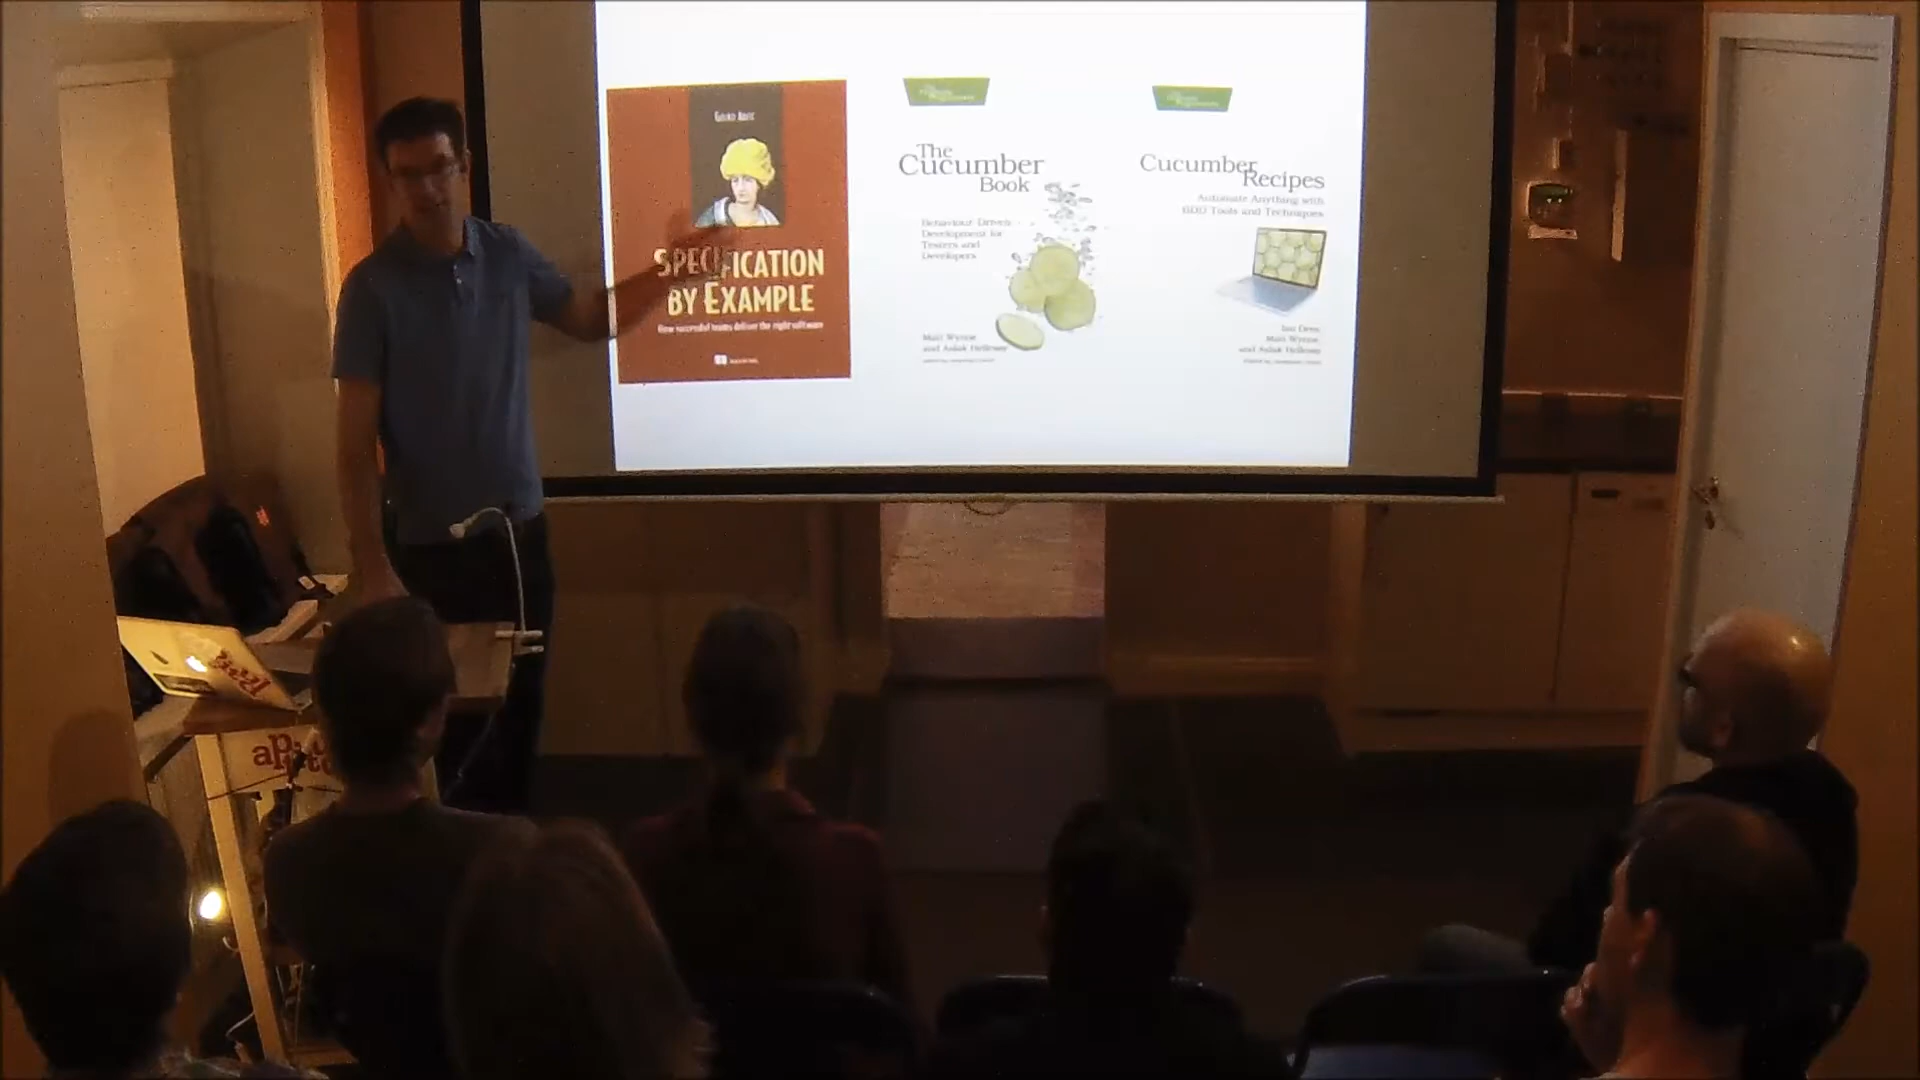 Gojko Adzic
SPECIFICATION
BY EXAMPLE
How successful teams deliver the right software
The
Cucumber
Book
Behaviour-Driven
Development for
Testers and
Developers
Matt Wynne
and Aslak Hellesøy
Cucumber
Recipes
Automate Anything with
BDD Tools and Techniques
Ian Dees,
Matt Wynne,
and Aslak Hellesøy